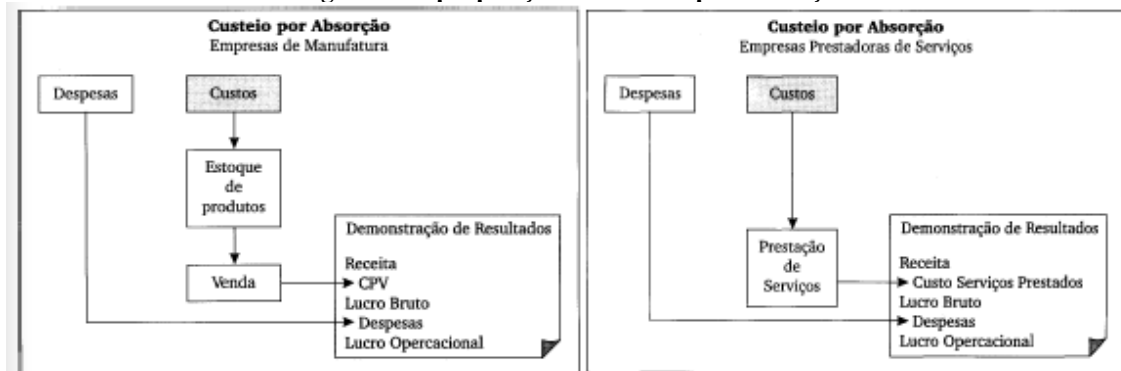 Custeio por Absorção
Empresas de Manufatura
Despesas
Custos
Estoque
de
produtos
Venda
Demonstração de Resultados
Receita
CPV
Lucro Bruto
Despesas
Lucro Opercacional
Custeio por Absorção
Empresas Prestadoras de Serviços
Despesas
Custos
Prestação
de
Serviços
Demonstração de Resultados
Receita
Custo Serviços Prestados
Lucro Bruto
Despesas
Lucro Opercacional